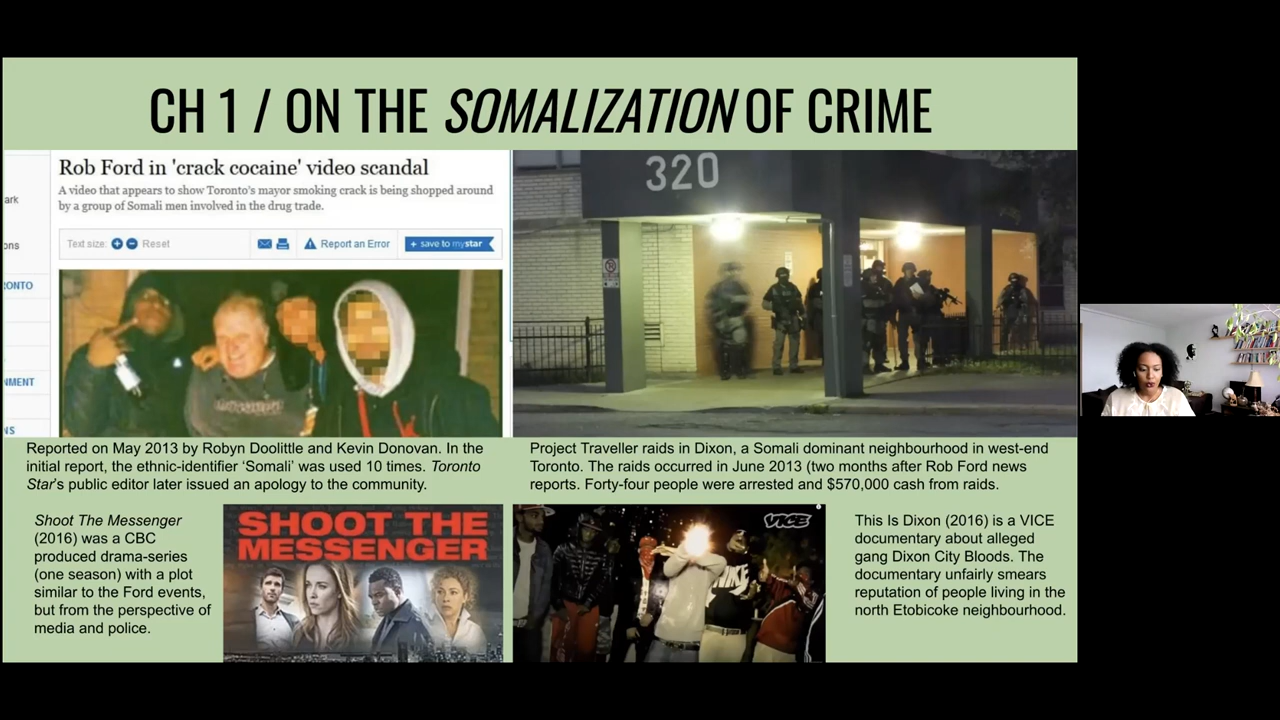 CH 1 / ON THE SOMALIZATION OF CRIME
Rob Ford in 'crack cocaine' video scandal
A video that appears to show Toronto's mayor smoking crack is being shopped around
by a group of Somali men involved in the drug trade.
ark
ons
Text size:
Reset
Report an Error
+ save to mystar
RONTO
NMENT
NS
320
Reported on May 2013 by Robyn Doolittle and Kevin Donovan. In the
initial report, the ethnic-identifier ‘Somali’ was used 10 times. Toronto
Star’s public editor later issued an apology to the community.
Project Traveller raids in Dixon, a Somali dominant neighbourhood in west-end
Toronto. The raids occurred in June 2013 (two months after Rob Ford news
reports. Forty-four people were arrested and $570,000 cash from raids.
Shoot The Messenger
(2016) was a CBC
produced drama-series
(one season) with a plot
similar to the Ford events,
but from the perspective of
media and police.
SHOOT THE
MESSENGER
VICE
This Is Dixon (2016) is a VICE
documentary about alleged
gang Dixon City Bloods. The
documentary unfairly smears
reputation of people living in the
north Etobicoke neighbourhood.